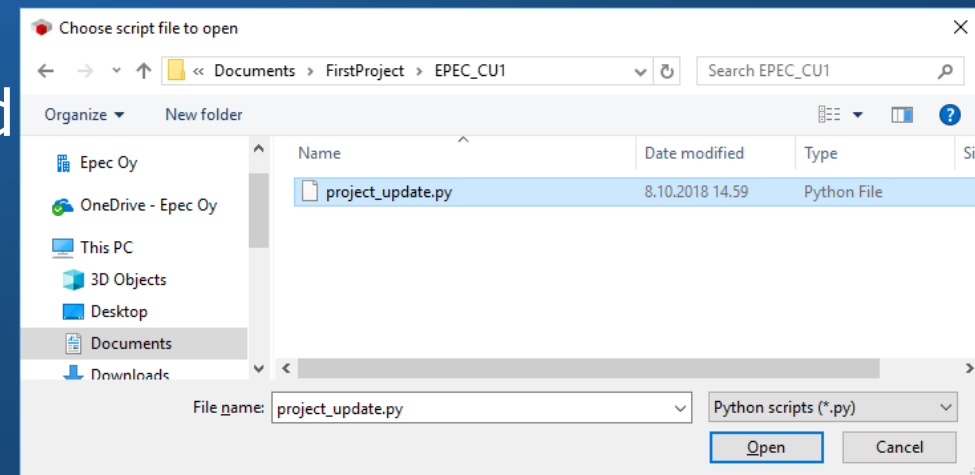 Choose script file to open
« Documents › FirstProject › EPEC_CU1
Search EPEC_CU1
d
Organize
New folder
Name
Date modified
Type
Si
Epec Oy
OneDrive - Epec Oy
This PC
3D Objects
Desktop
Documents
Downloads
project_update.py
8.10.2018 14.59
Python File
File name:
project_update.py
Python scripts (*.py)
Open
Cancel